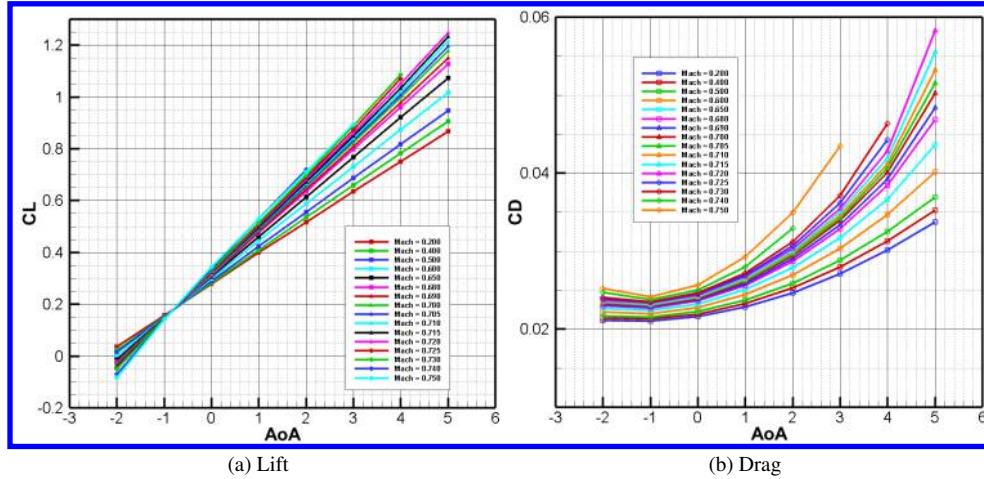 CL
1.2
1
0.8
0.6
0.4
0.2
0
-0.2
-3 -2 -1 0 1 2 3 4 5 6
AoA
Mach = 0.200
Mach = 0.400
Mach = 0.500
Mach = 0.600
Mach = 0.650
Mach = 0.680
Mach = 0.690
Mach = 0.700
Mach = 0.705
Mach = 0.710
Mach = 0.715
Mach = 0.720
Mach = 0.725
Mach = 0.730
Mach = 0.740
Mach = 0.750
(a) Lift
CD
0.06
0.04
0.02
-3 -2 -1 0 1 2 3 4 5 6
AoA
Mach = 0.200
Mach = 0.400
Mach = 0.500
Mach = 0.600
Mach = 0.650
Mach = 0.680
Mach = 0.690
Mach = 0.700
Mach = 0.705
Mach = 0.710
Mach = 0.715
Mach = 0.720
Mach = 0.725
Mach = 0.730
Mach = 0.740
Mach = 0.750
(b) Drag